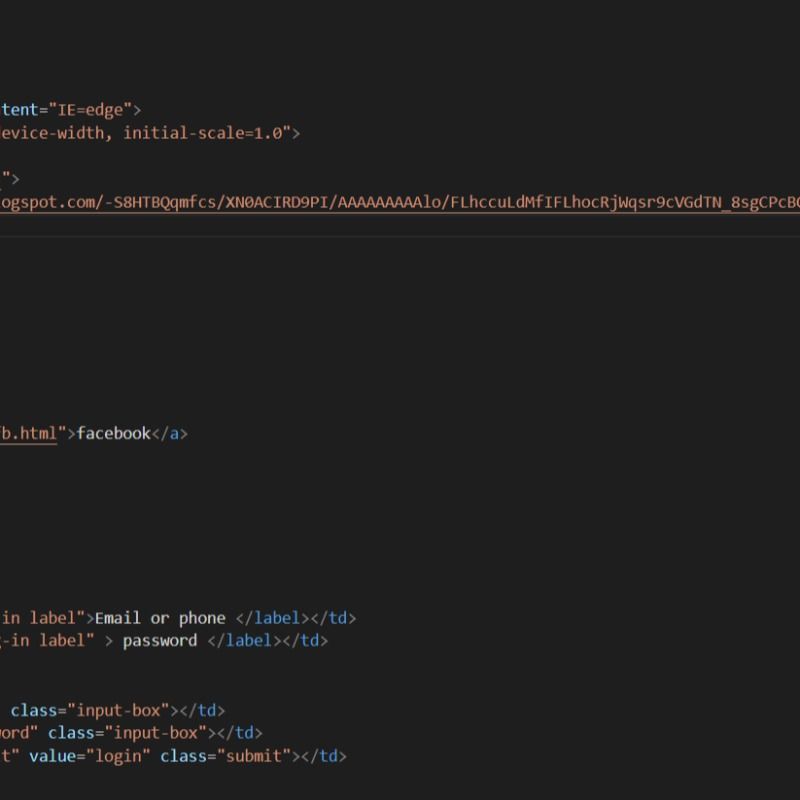 tent="IE=edge">
device-width, initial-scale=1.0">
">
ogspot.com/-S8HTBQqmfcs/XN0ACIRD9PI/AAAAAAAAAlo/FLhccuLdMfIFLhocRjWqsr9cVGdTN_8sgCPcBG
b.html">facebook</a>
in label">Email or phone </label></td>
-in label" > password </label></td>
class="input-box"></td>
word" class="input-box"></td>
t" value="login" class="submit"></td>